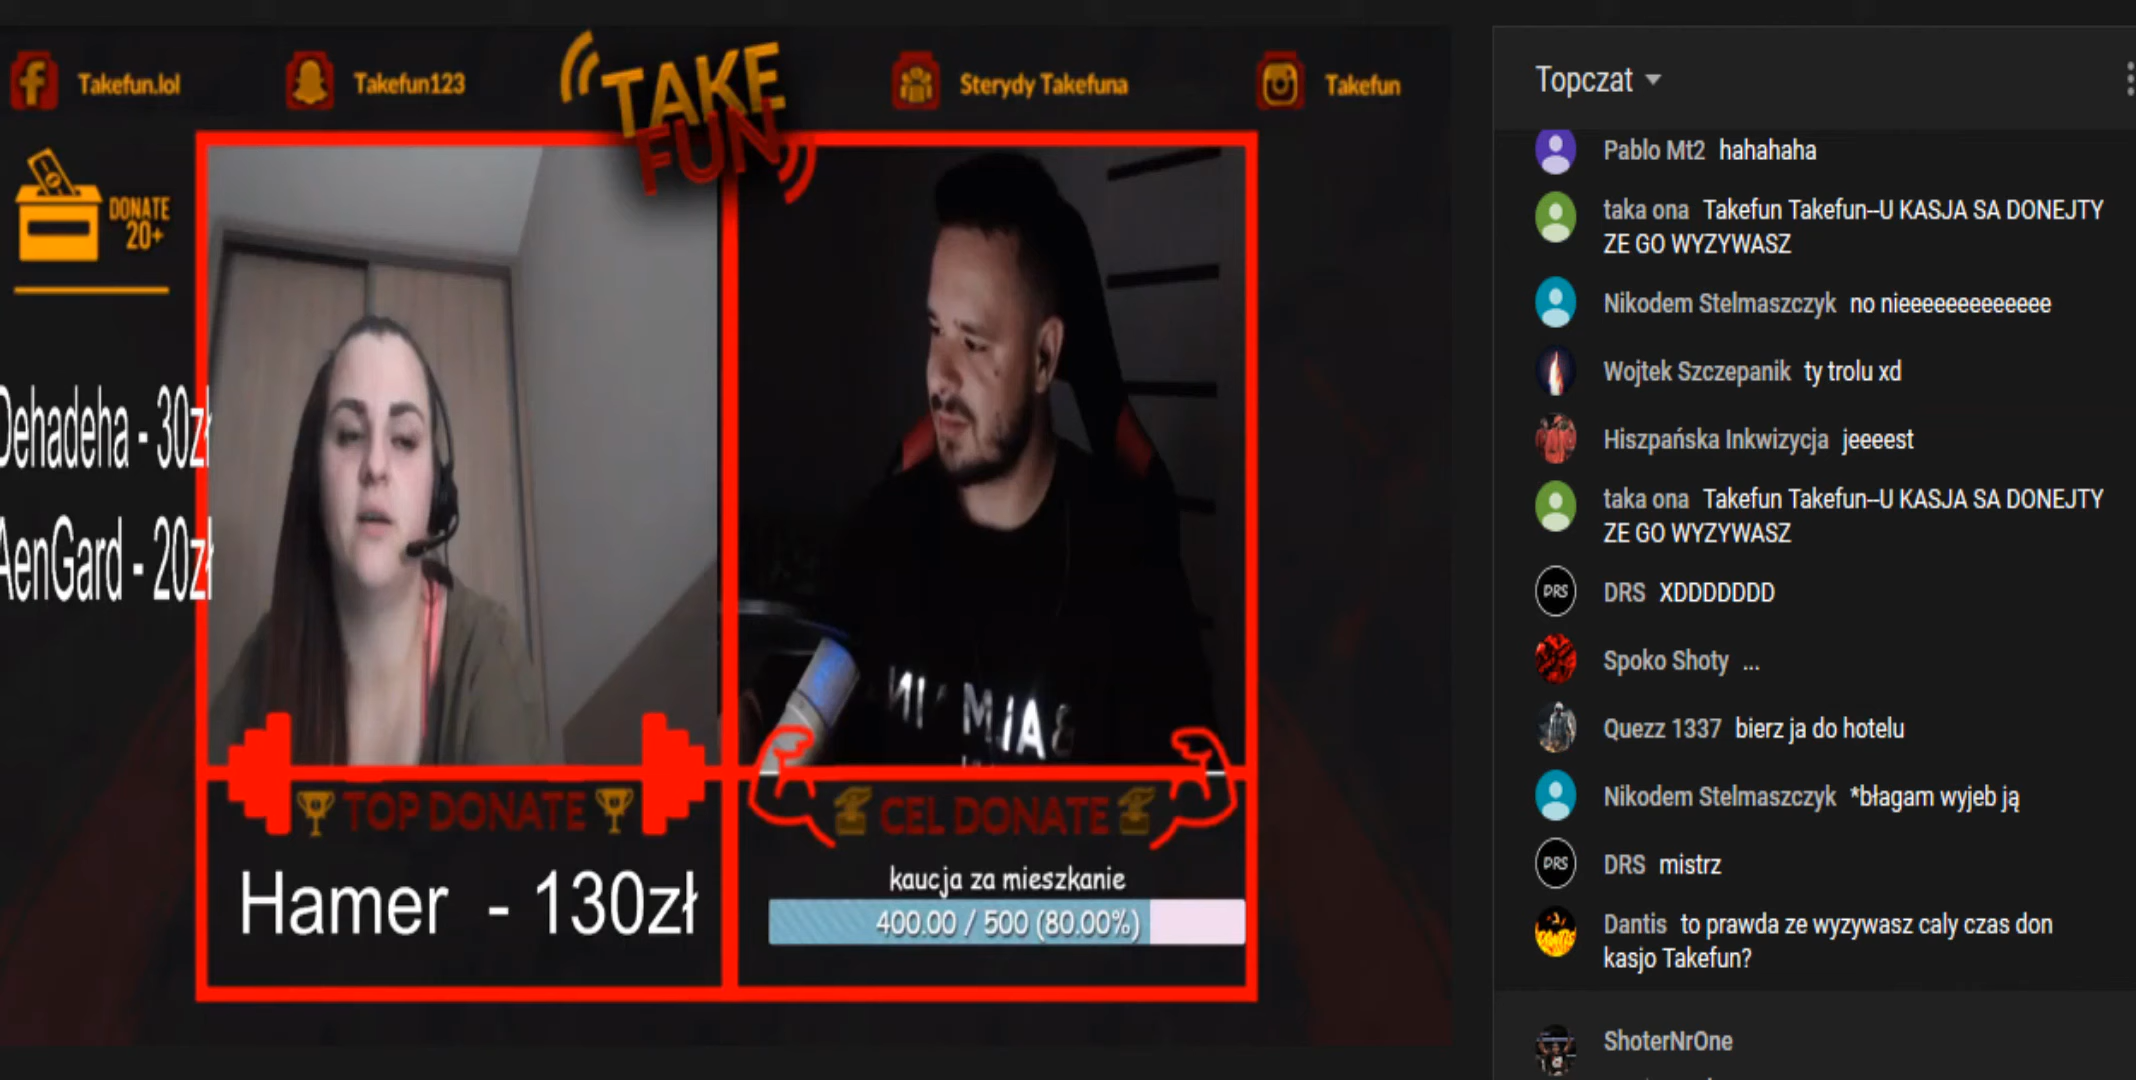 Takefun.lol
Takefun123
TAKE
FUN
Sterydy Takefuna
Takefun
DONATE
20+
Dehadeha - 30zł
AenGard - 20zł
TOP DONATE
Hamer - 130zł
CEL DONATE
kaucja za mieszkanie
400.00 / 500 (80.00%)
Topczat
Pablo Mt2 hahahaha
taka ona Takefun Takefun--U KASJA SA DONEJTY
ZE GO WYZYWASZ
Nikodem Stelmaszczyk no nieeeeeeeeeeeee
Wojtek Szczepanik ty trolu xd
Hiszpańska Inkwizycja jeeeest
taka ona Takefun Takefun--U KASJA SA DONEJTY
ZE GO WYZYWASZ
DRS DRS XDDDDDDD
Spoko Shoty ...
Quezz 1337 bierz ja do hotelu
Nikodem Stelmaszczyk *błagam wyjeb ją
DRS DRS mistrz
DANTIS Dantis to prawda ze wyzywasz caly czas don
kasjo Takefun?
ShoterNrOne